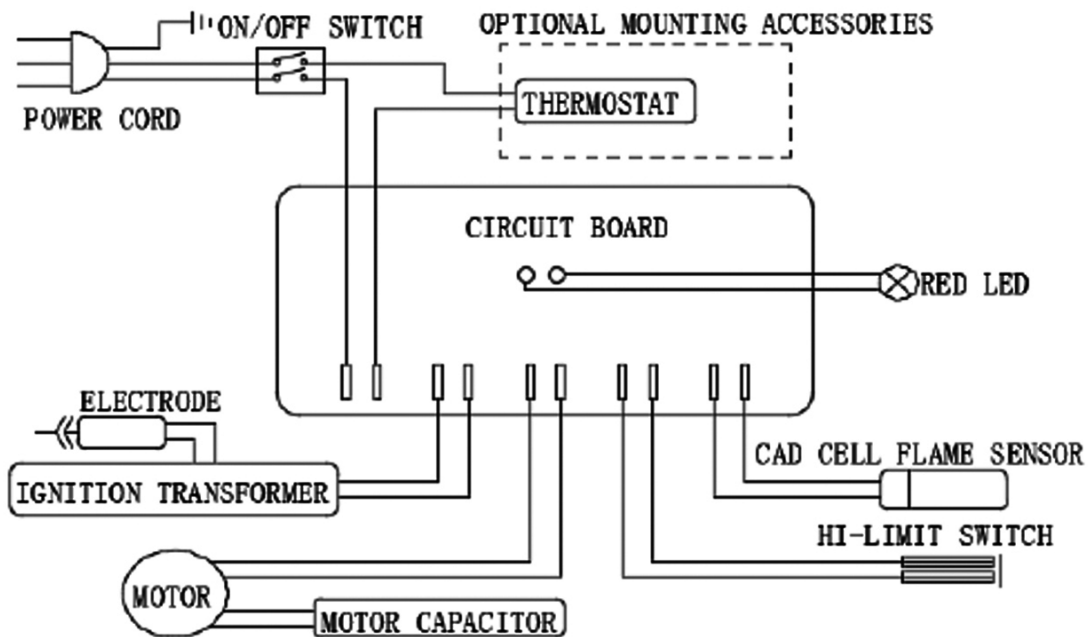 ON/OFF SWITCH
OPTIONAL MOUNTING ACCESSORIES
POWER CORD
THERMOSTAT
CIRCUIT BOARD
RED LED
ELECTRODE
IGNITION TRANSFORMER
CAD CELL FLAME SENSOR
HI-LIMIT SWITCH
MOTOR
MOTOR CAPACITOR